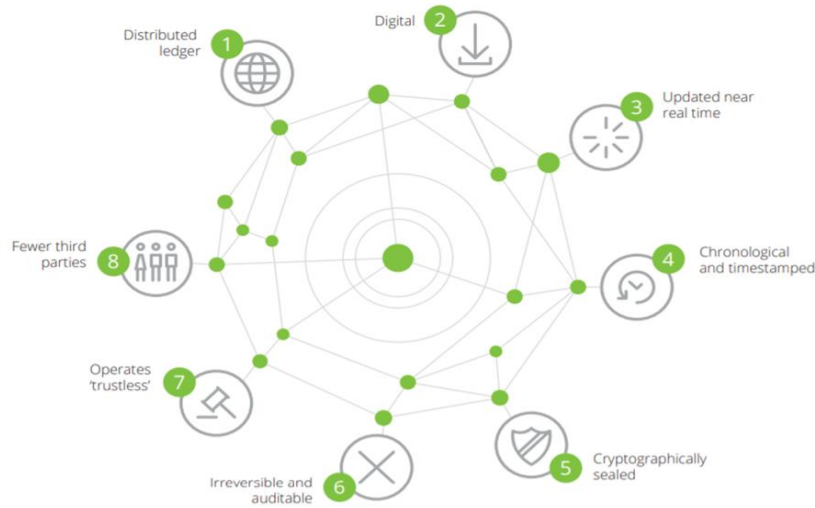 1
Distributed
ledger
2
Digital
3
Updated near
real time
4
Chronological
and timestamped
5
Cryptographically
sealed
6
Irreversible and
auditable
7
Operates
‘trustless’
8
Fewer third
parties